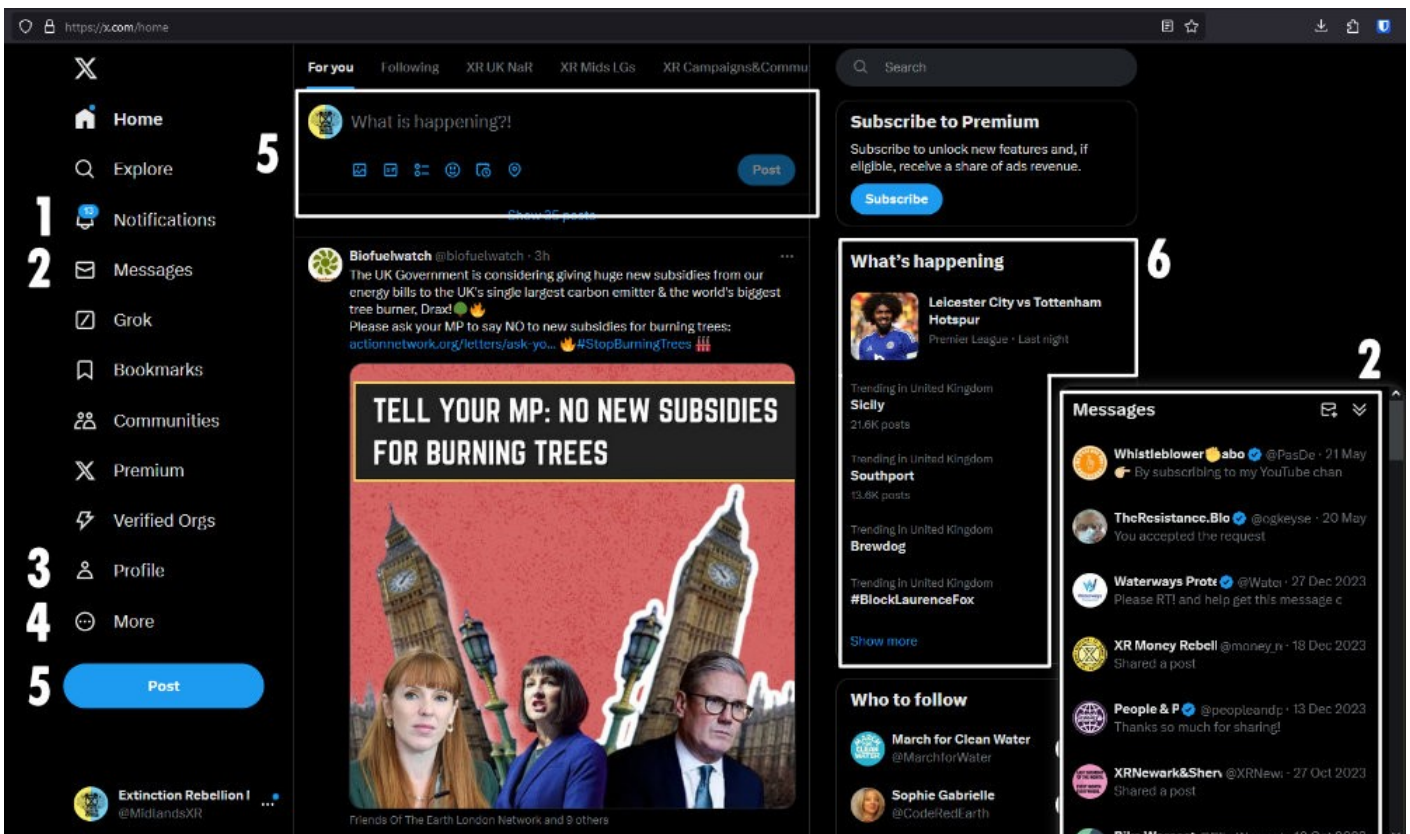 https://x.com/home
Home
Explore
5
1
13
Notifications
2
Messages
Grok
Bookmarks
Communities
Premium
Verified Orgs
3
Profile
4
More
5
Post
Extinction Rebellion
@MidlandsXR
For you Following XR UK NaR XR Mids LGs XR Campaigns&Commu
What is happening?!
GIF
Post
Show 35 posts
Biofuelwatch @biofuelwatch · 3h
The UK Government is considering giving huge new subsidies from our
energy bills to the UK's single largest carbon emitter & the world's biggest
tree burner, Drax!🌳🔥
Please ask your MP to say NO to new subsidies for burning trees:
actionnetwork.org/letters/ask-yo... 🔥#StopBurningTrees
TELL YOUR MP: NO NEW SUBSIDIES
FOR BURNING TREES
Friends Of The Earth London Network and 9 others
Search
Subscribe to Premium
Subscribe to unlock new features and, if
eligible, receive a share of ads revenue.
Subscribe
6
What's happening
Leicester City vs Tottenham
Hotspur
Premier League · Last night
Trending in United Kingdom
Sicily
21.6K posts
Trending in United Kingdom
Southport
13.6K posts
Trending in United Kingdom
Brewdog
Trending in United Kingdom
#BlockLaurenceFox
Show more
Who to follow
March for Clean Water
@MarchforWater
Sophie Gabrielle
@CodeRedEarth
2
Messages
Whistleblower✊abo @PasDe · 21 May
👉 By subscribing to my YouTube chan
TheResistance.Blo @ogkeyse · 20 May
You accepted the request
Waterways Prote @Water · 27 Dec 2023
Please RT! and help get this message c
XR Money Rebell @money_r · 18 Dec 2023
Shared a post
People & P @peopleandp · 13 Dec 2023
Thanks so much for sharing!
XRNewark&Sherw @XRNewa · 27 Oct 2023
Shared a post